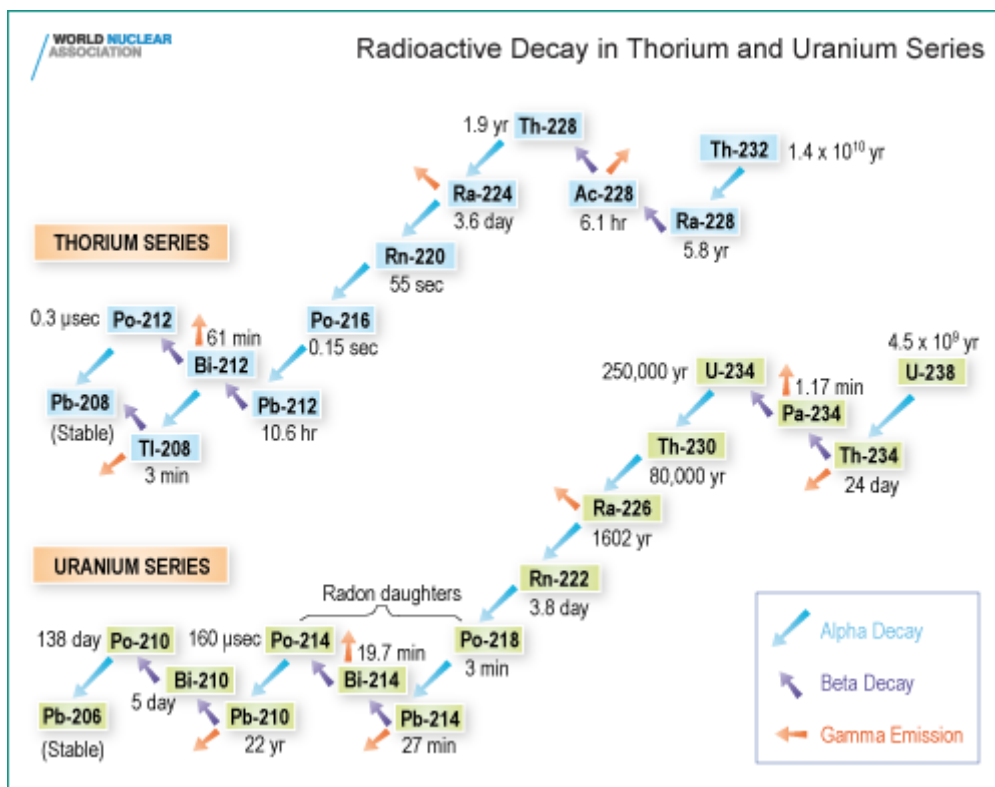 WORLD NUCLEAR
ASSOCIATION
Radioactive Decay in Thorium and Uranium Series
1.9 yr Th-228
Th-232 1.4 x 10¹⁰ yr
Ra-224
3.6 day
Ac-228
6.1 hr
Ra-228
5.8 yr
THORIUM SERIES
Rn-220
55 sec
0.3 µsec Po-212
61 min
Po-216
0.15 sec
Bi-212
Pb-208
(Stable)
Pb-212
10.6 hr
Tl-208
3 min
4.5 x 10⁹ yr
250,000 yr U-234
U-238
1.17 min
Pa-234
Th-230
80,000 yr
Th-234
24 day
Ra-226
1602 yr
URANIUM SERIES
Rn-222
3.8 day
Radon daughters
138 day Po-210
160 µsec Po-214
19.7 min
Po-218
3 min
Bi-210
5 day
Bi-214
Pb-206
(Stable)
Pb-210
22 yr
Pb-214
27 min
Alpha Decay
Beta Decay
Gamma Emission